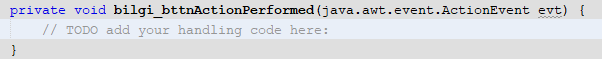 private void bilgi_bttnActionPerformed(java.awt.event.ActionEvent evt) {
// TODO add your handling code here:
}